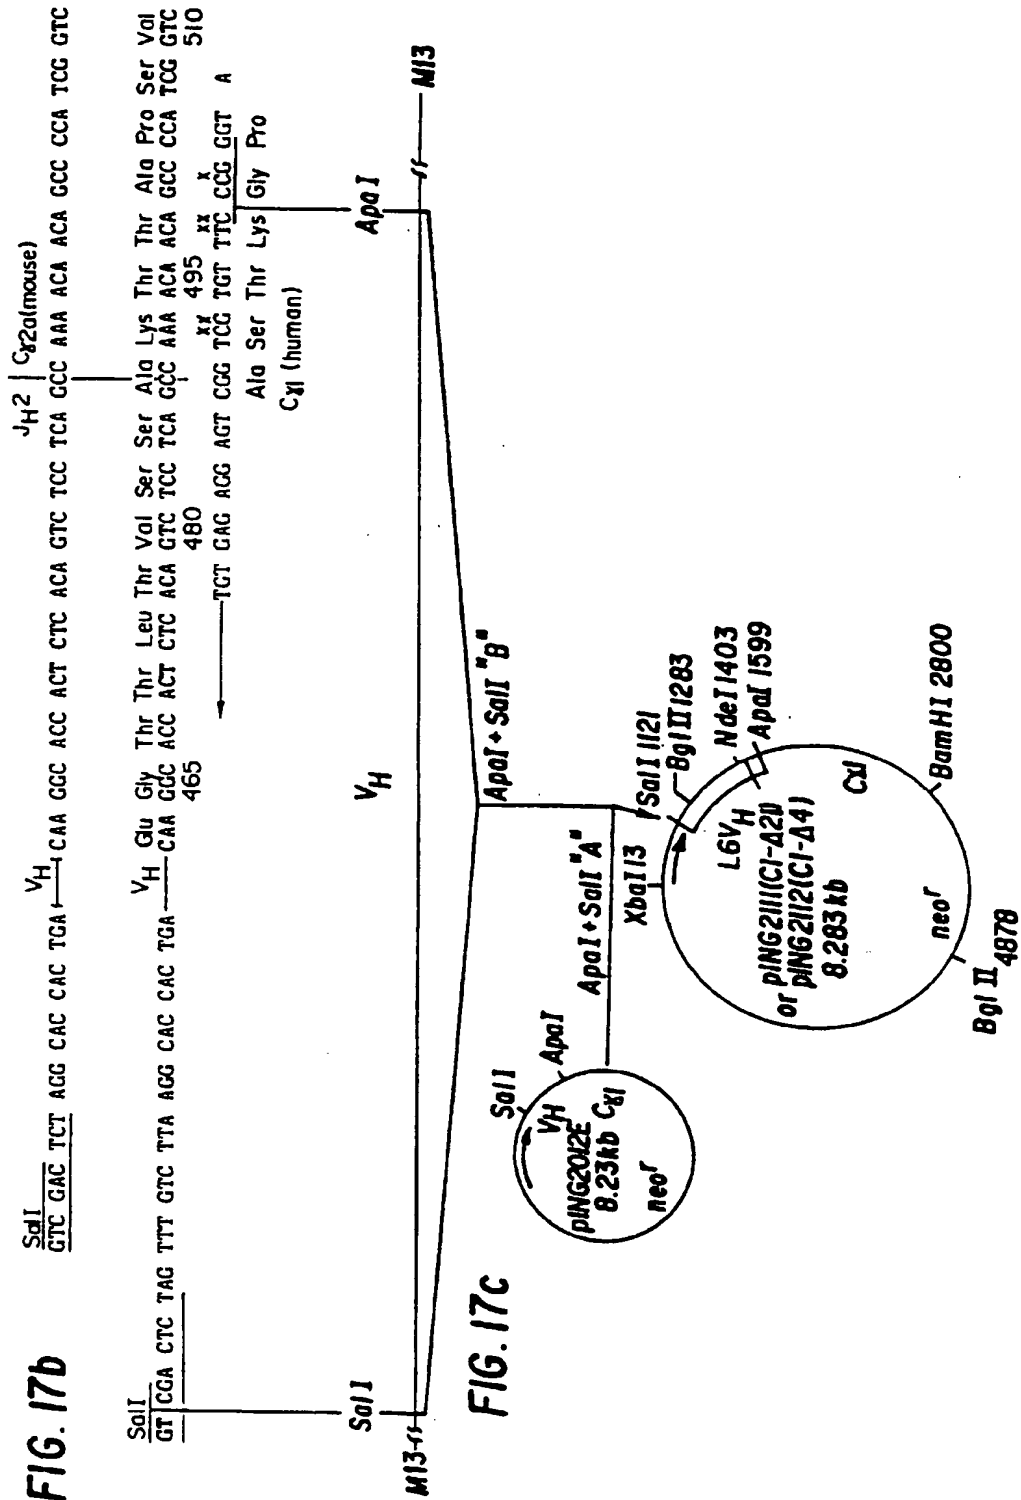 FIG. 17b
SalI
GTC GAC TCT AGG CAC CAC TGA
VH
CAA GGC ACC ACT CTC ACA GTC TCC TCA GCC AAA ACA ACA GCC CCA TCG GTC
JH2 | Cγ2a(mouse)
SalI
GT CGA CTC TAG TTT GTC TTA AGG CAC CAC TGA
VH
Glu Gly Thr Thr Leu Thr Val Ser Ser Ala Lys Thr Thr Ala Pro Ser Val
CAA GGC ACC ACT CTC ACA GTC TCC TCA GCC AAA ACA ACA GCC CCA TCG GTC
465 480 495 510
xx xx x
TGT GAG AGG AGT CGG TCG TGT TTC CCG GGT A
Ala Ser Thr Lys Gly Pro
Cγ1 (human)
SalI
VH
ApaI
M13
M13
ApaI + SalI "B"
FIG. 17c
SalI
ApaI
VH
Cγ1
pING2012E
8.23kb
neor
ApaI + SalI "A"
XbaI 13
SalI 1121
BglII 1283
NdeI 1403
ApaI 1599
L6VH
pING2111(C1-Δ21)
or pING2112(C1-Δ4)
8.283kb
Cγ1
neor
BamHI 2800
Bgl II
4878